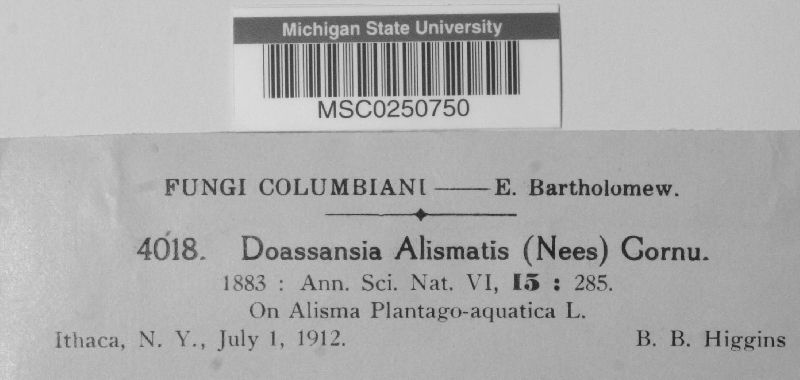 Michigan State University
MSC0250750
FUNGI COLUMBIANI — E. Bartholomew.
4018. Doassansia Alismatis (Nees) Cornu.
1883 : Ann. Sci. Nat. VI, 15 : 285.
On Alisma Plantago-aquatica L.
Ithaca, N. Y., July 1, 1912. B. B. Higgins